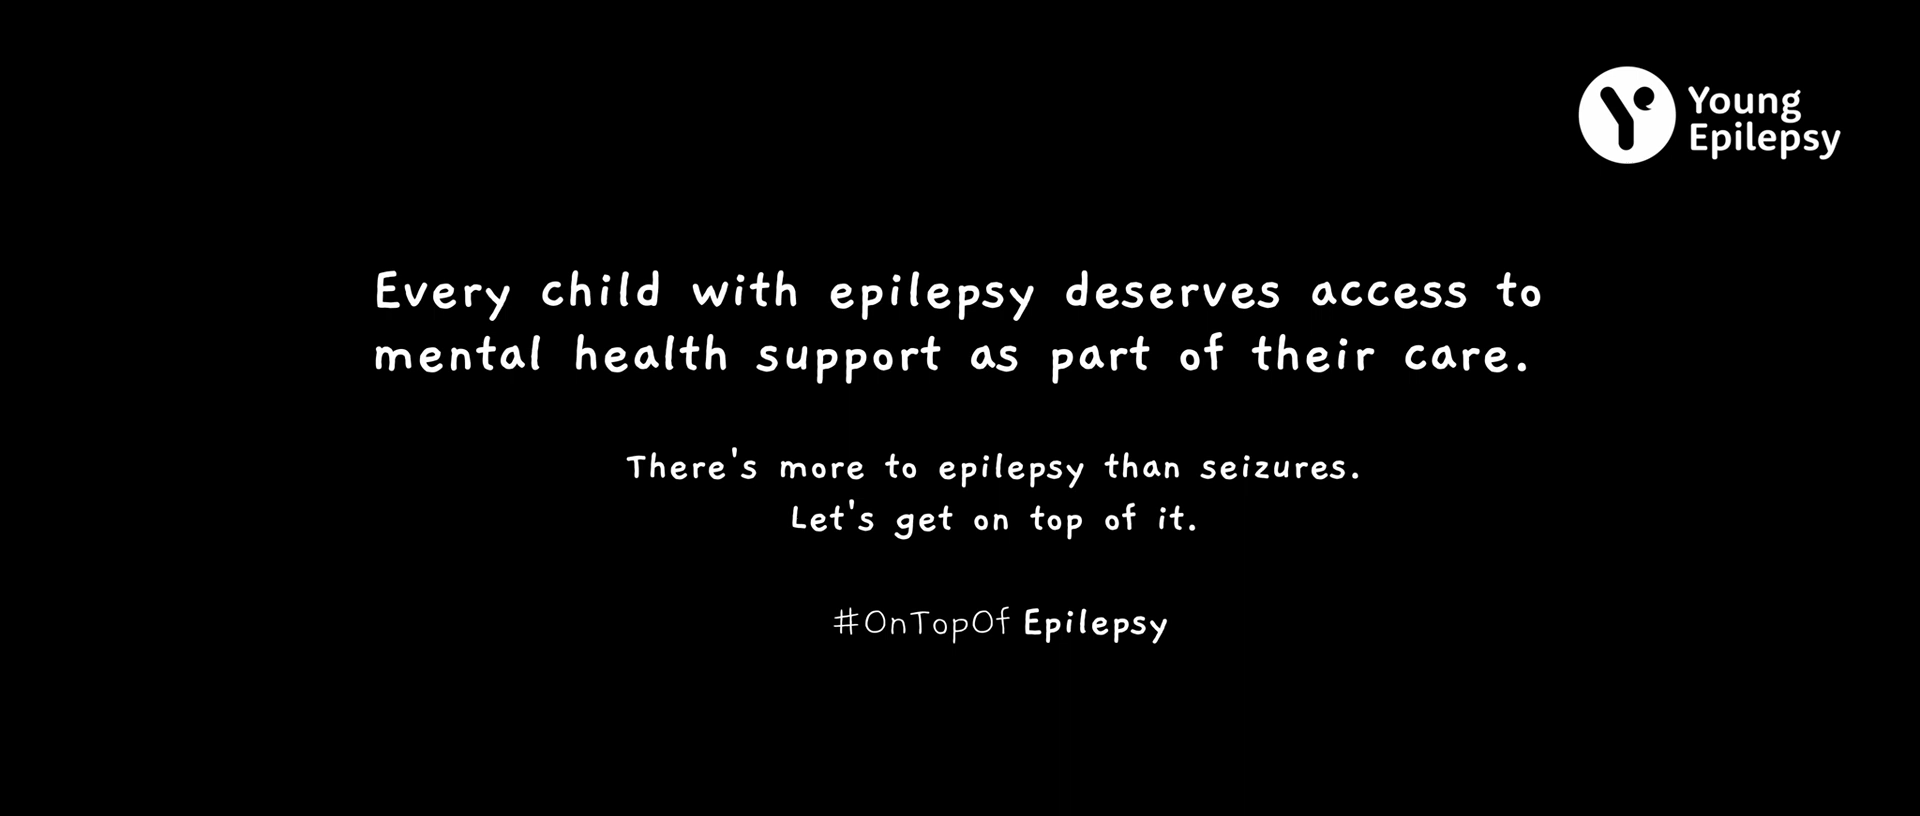 Young
Epilepsy
Every child with epilepsy deserves access to
mental health support as part of their care.
There's more to epilepsy than seizures.
Let's get on top of it.
#OnTopOf Epilepsy